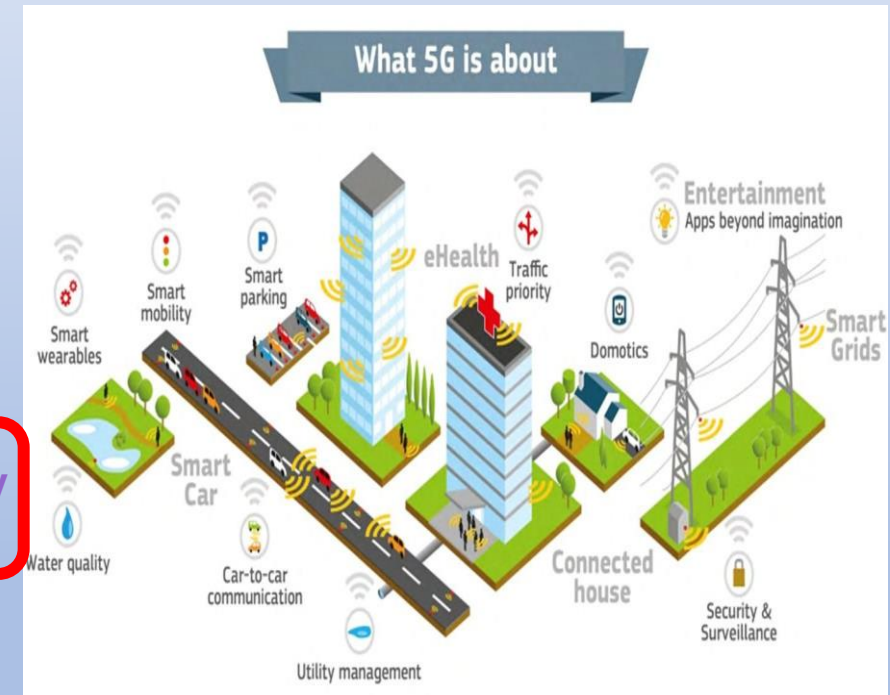 What 5G is about
Entertainment
Apps beyond imagination
eHealth
Traffic
priority
P
Smart
parking
Smart
mobility
Smart
wearables
Domotics
Smart
Grids
Smart
Car
Water quality
Car-to-car
communication
Connected
house
Security &
Surveillance
Utility management